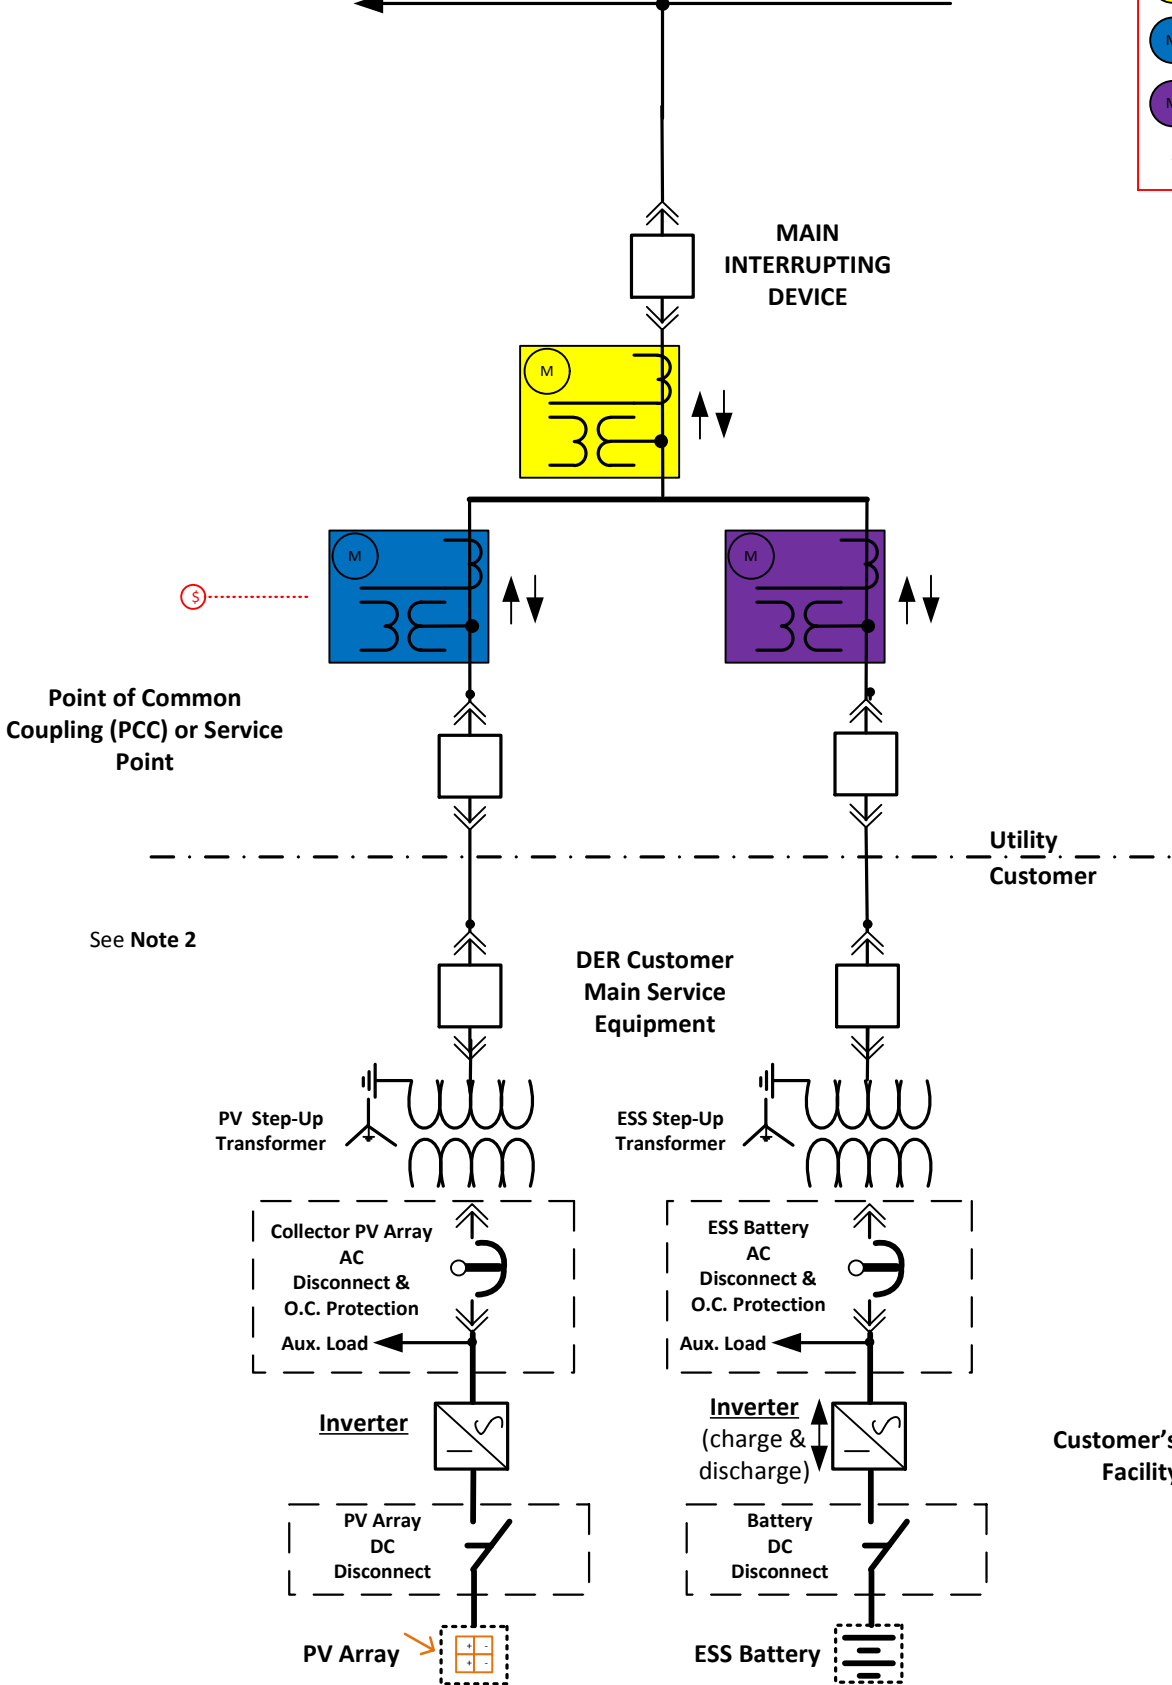 M
M
MAIN
INTERRUPTING
DEVICE
M
M
M
$
Point of Common
Coupling (PCC) or Service
Point
Utility
Customer
See Note 2
DER Customer
Main Service
Equipment
PV Step-Up
Transformer
ESS Step-Up
Transformer
Collector PV Array
AC
Disconnect &
O.C. Protection
Aux. Load
ESS Battery
AC
Disconnect &
O.C. Protection
Aux. Load
Inverter
Inverter
(charge &
discharge)
Customer's
Facility
PV Array
DC
Disconnect
Battery
DC
Disconnect
PV Array
+ -
+ -
ESS Battery